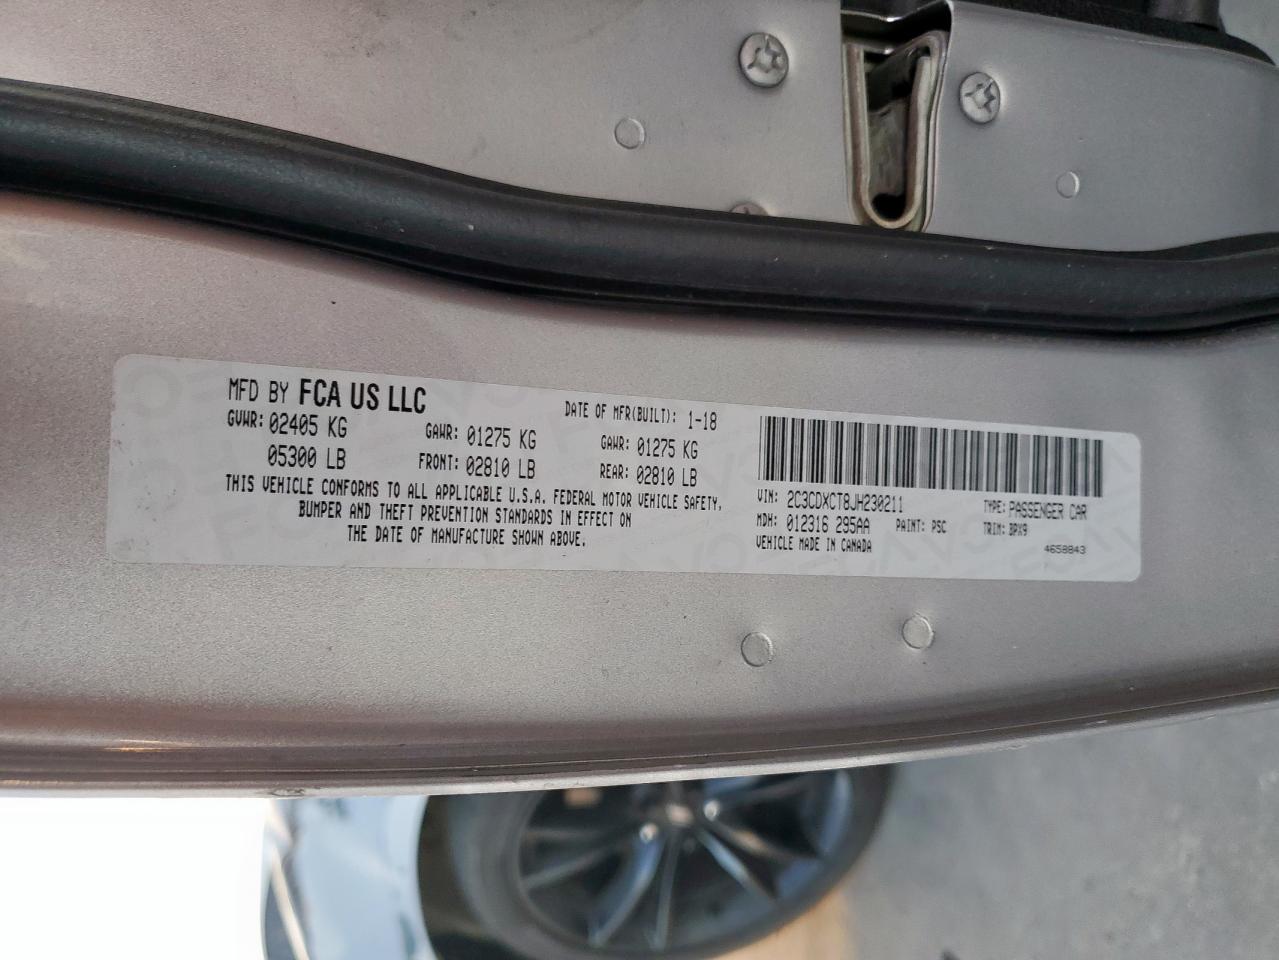 MFD BY FCA US LLC DATE OF MFR(BUILT): 1-18
GVWR: 02405 KG GAWR: 01275 KG GAWR: 01275 KG
05300 LB FRONT: 02810 LB REAR: 02810 LB
THIS VEHICLE CONFORMS TO ALL APPLICABLE U.S.A. FEDERAL MOTOR VEHICLE SAFETY,
BUMPER AND THEFT PREVENTION STANDARDS IN EFFECT ON
THE DATE OF MANUFACTURE SHOWN ABOVE.
VIN: 2C3CDXCT8JH230211 TYPE: PASSENGER CAR
MDH: 012316 295AA PAINT: PSC TRIM: BPX9
VEHICLE MADE IN CANADA 4658843